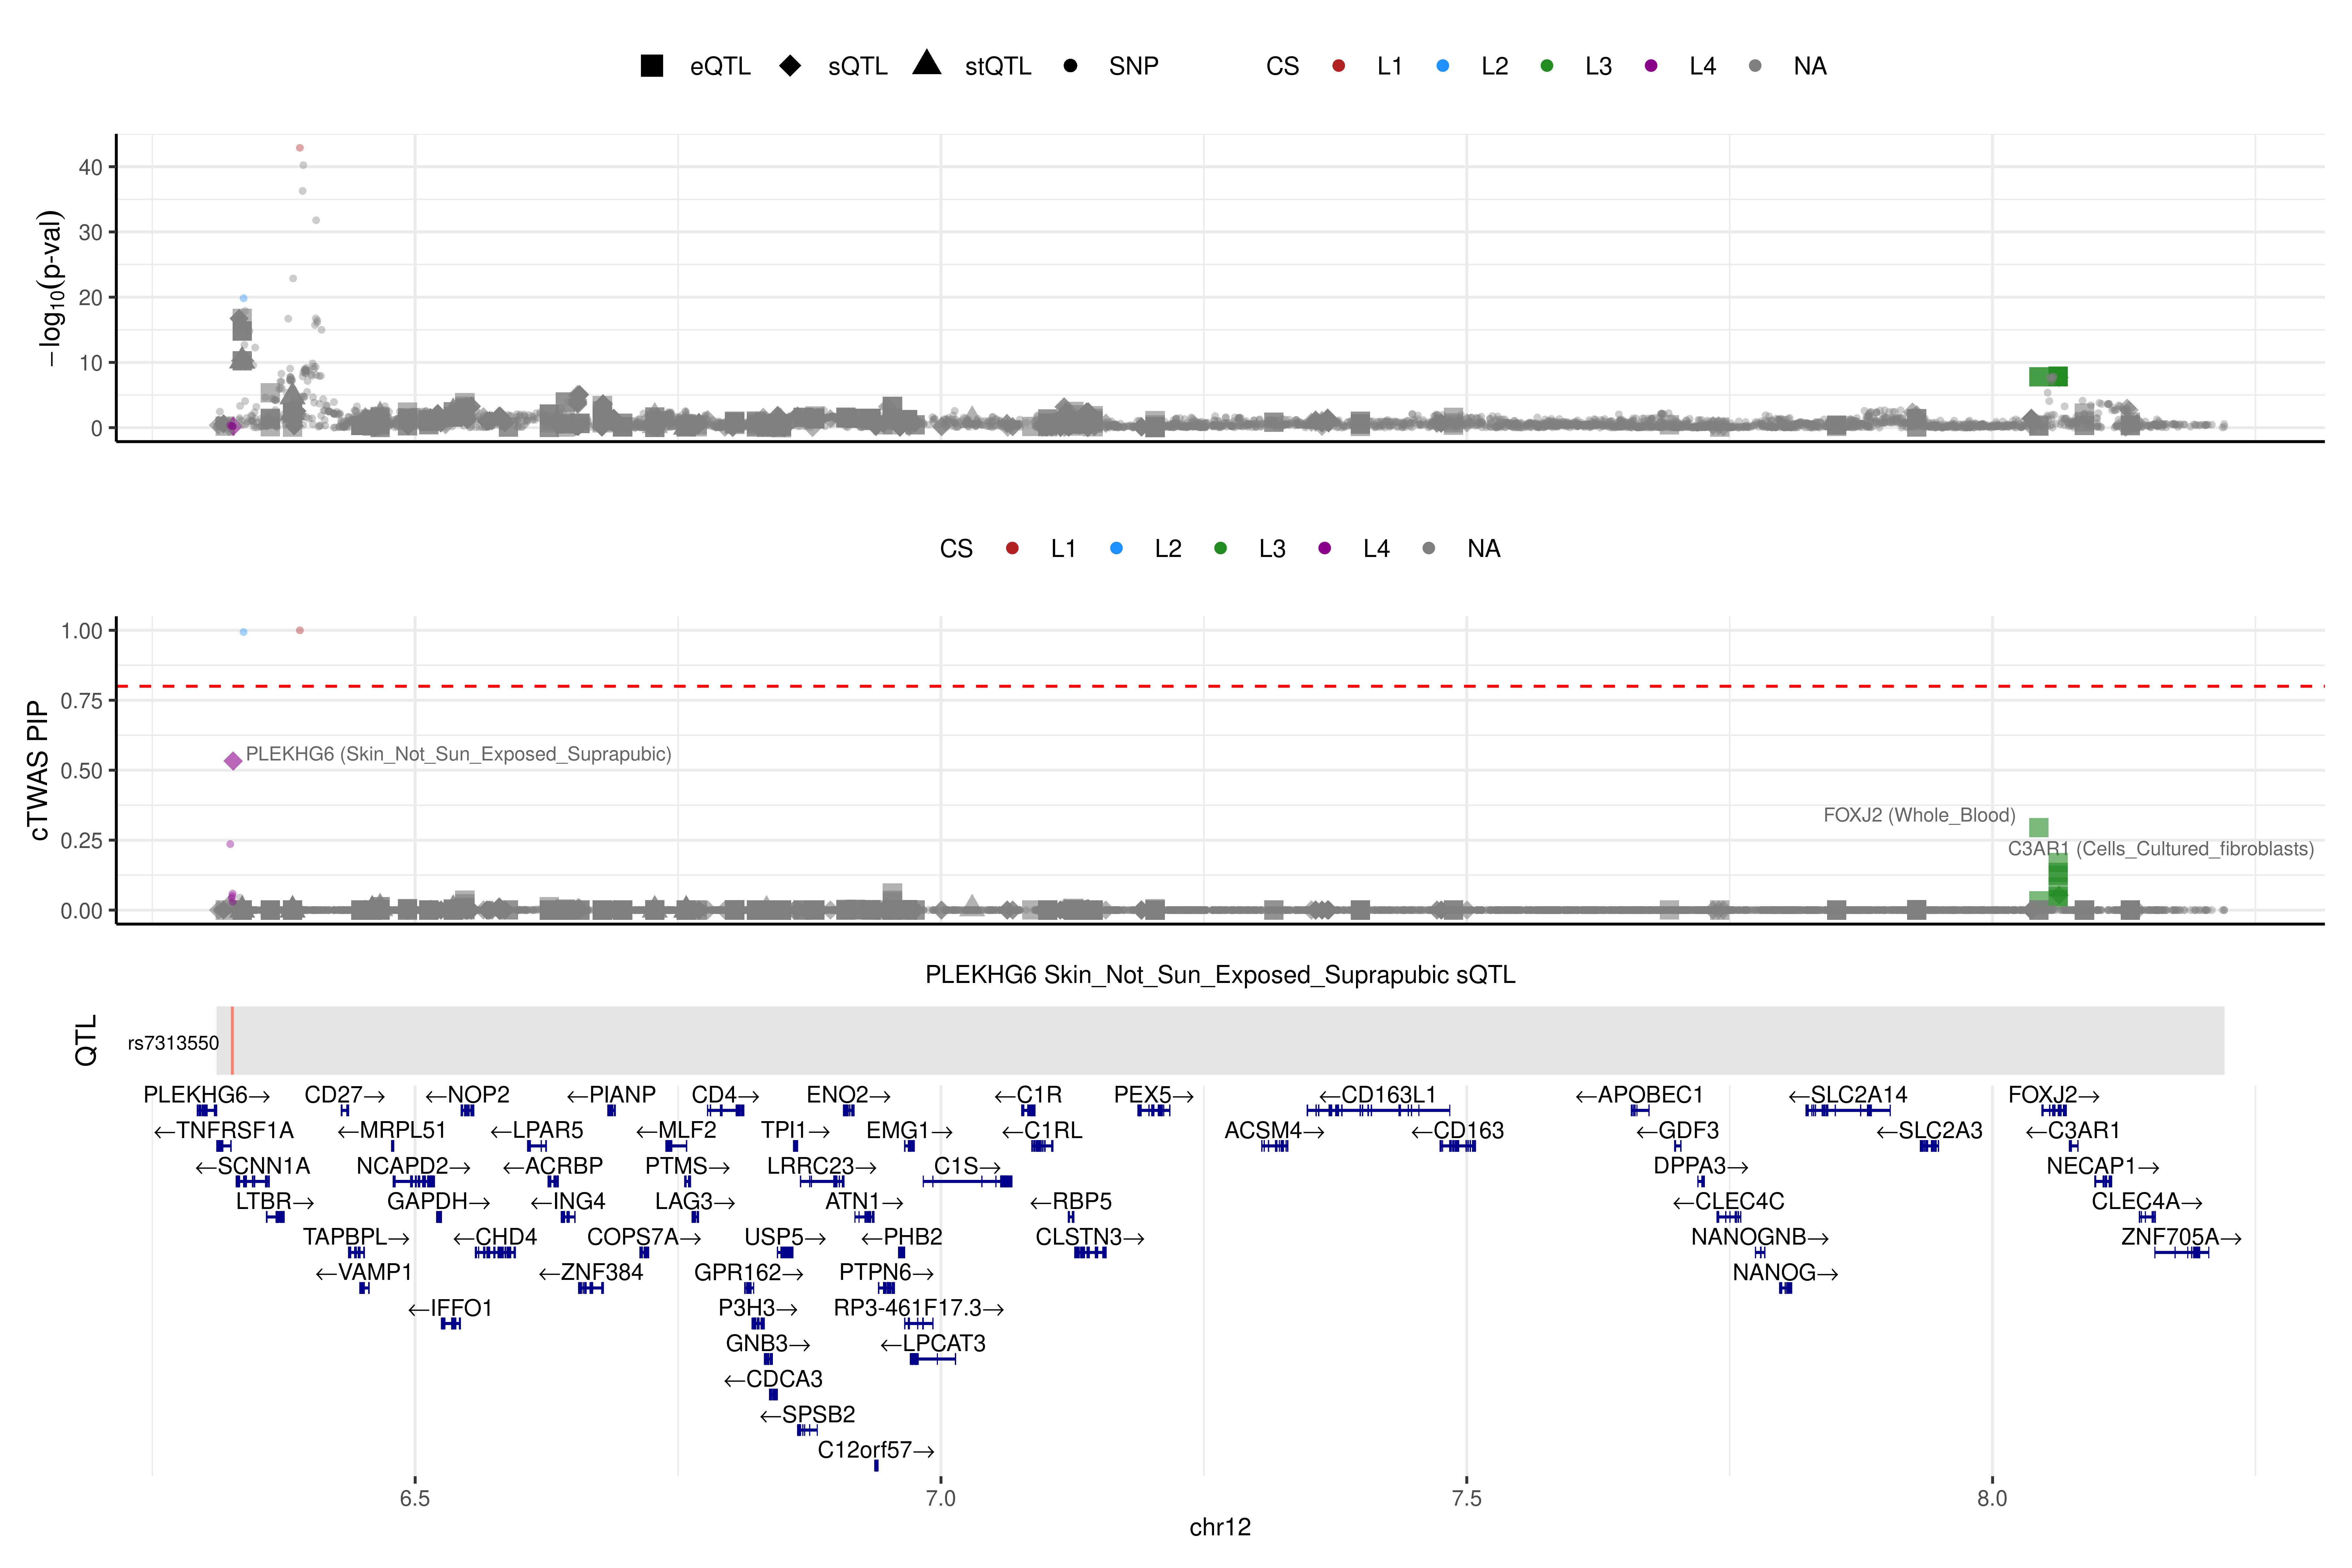 eQTL sQTL stQTL SNP CS L1 L2 L3 L4 NA
−log10(p-val)
40
30
20
10
0
CS L1 L2 L3 L4 NA
cTWAS PIP
1.00
0.75
0.50
0.25
0.00
PLEKHG6 (Skin_Not_Sun_Exposed_Suprapubic)
FOXJ2 (Whole_Blood)
C3AR1 (Cells_Cultured_fibroblasts)
PLEKHG6 Skin_Not_Sun_Exposed_Suprapubic sQTL
QTL
rs7313550
PLEKHG6→ CD27→ ←NOP2 ←PIANP CD4→ ENO2→ ←C1R PEX5→ ←CD163L1 ←APOBEC1 ←SLC2A14 FOXJ2→
←TNFRSF1A ←MRPL51 ←LPAR5 ←MLF2 TPI1→ EMG1→ ←C1RL ACSM4→ ←CD163 ←GDF3 ←SLC2A3 ←C3AR1
←SCNN1A NCAPD2→ ←ACRBP PTMS→ LRRC23→ C1S→ DPPA3→ NECAP1→
LTBR→ GAPDH→ ←ING4 LAG3→ ATN1→ ←RBP5 ←CLEC4C CLEC4A→
TAPBPL→ ←CHD4 COPS7A→ USP5→ ←PHB2 CLSTN3→ NANOGNB→ ZNF705A→
←VAMP1 ←ZNF384 GPR162→ PTPN6→ NANOG→
←IFFO1 P3H3→ RP3-461F17.3→
GNB3→ ←LPCAT3
←CDCA3
←SPSB2
C12orf57→
6.5 7.0 7.5 8.0
chr12